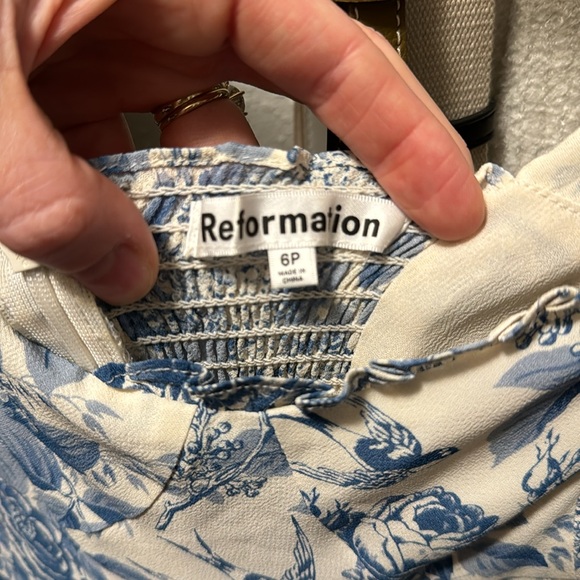 Reformation
6P
MADE IN
CHINA